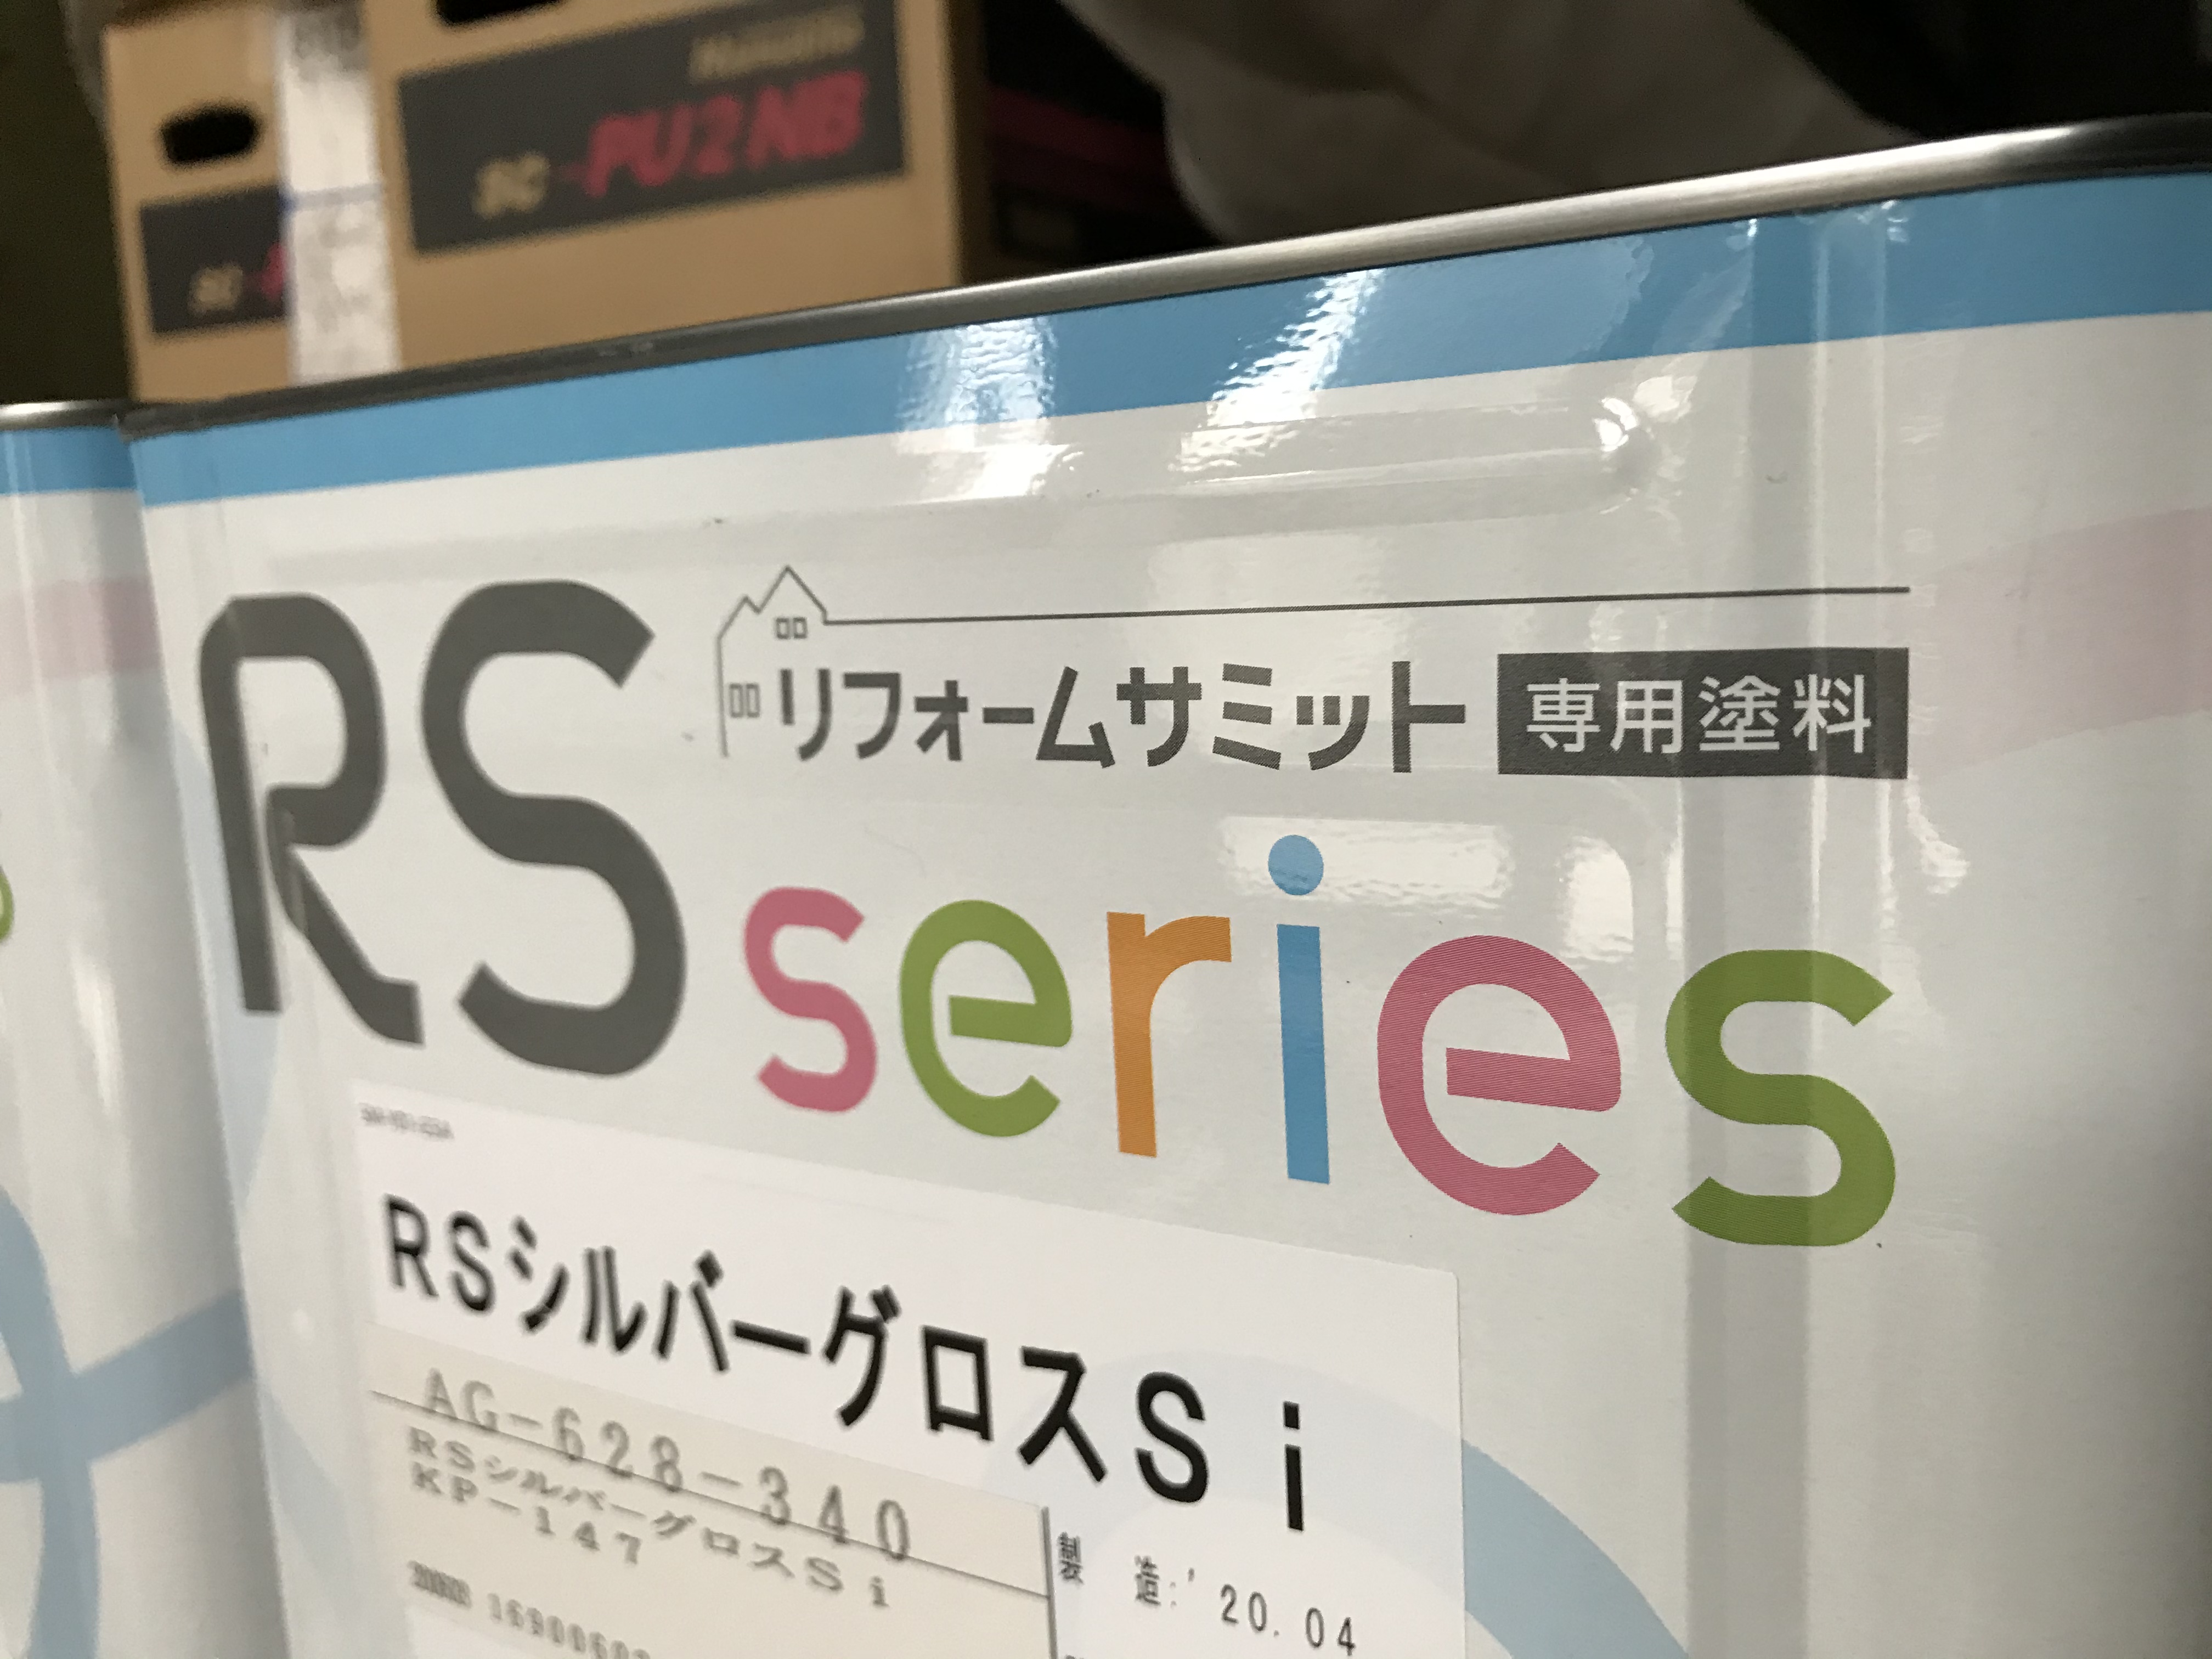 SC-PU2NB
SC
RS
リフォームサミット 専用塗料
series
RSシルバーグロスSi
AG-628-340
RSシルバーグロスSi
KP-147
製 造:'20.04